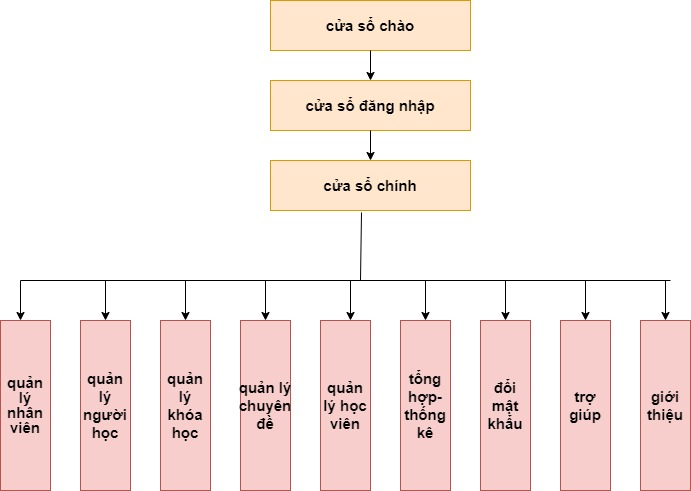 cửa sổ chào
cửa sổ đăng nhập
cửa sổ chính
quản
lý
nhân
viên
quản
lý
người
học
quản
lý
khóa
học
quản lý
chuyên
đề
quản
lý học
viên
tổng
hợp-
thống
kê
đổi
mật
khẩu
trợ
giúp
giới
thiệu